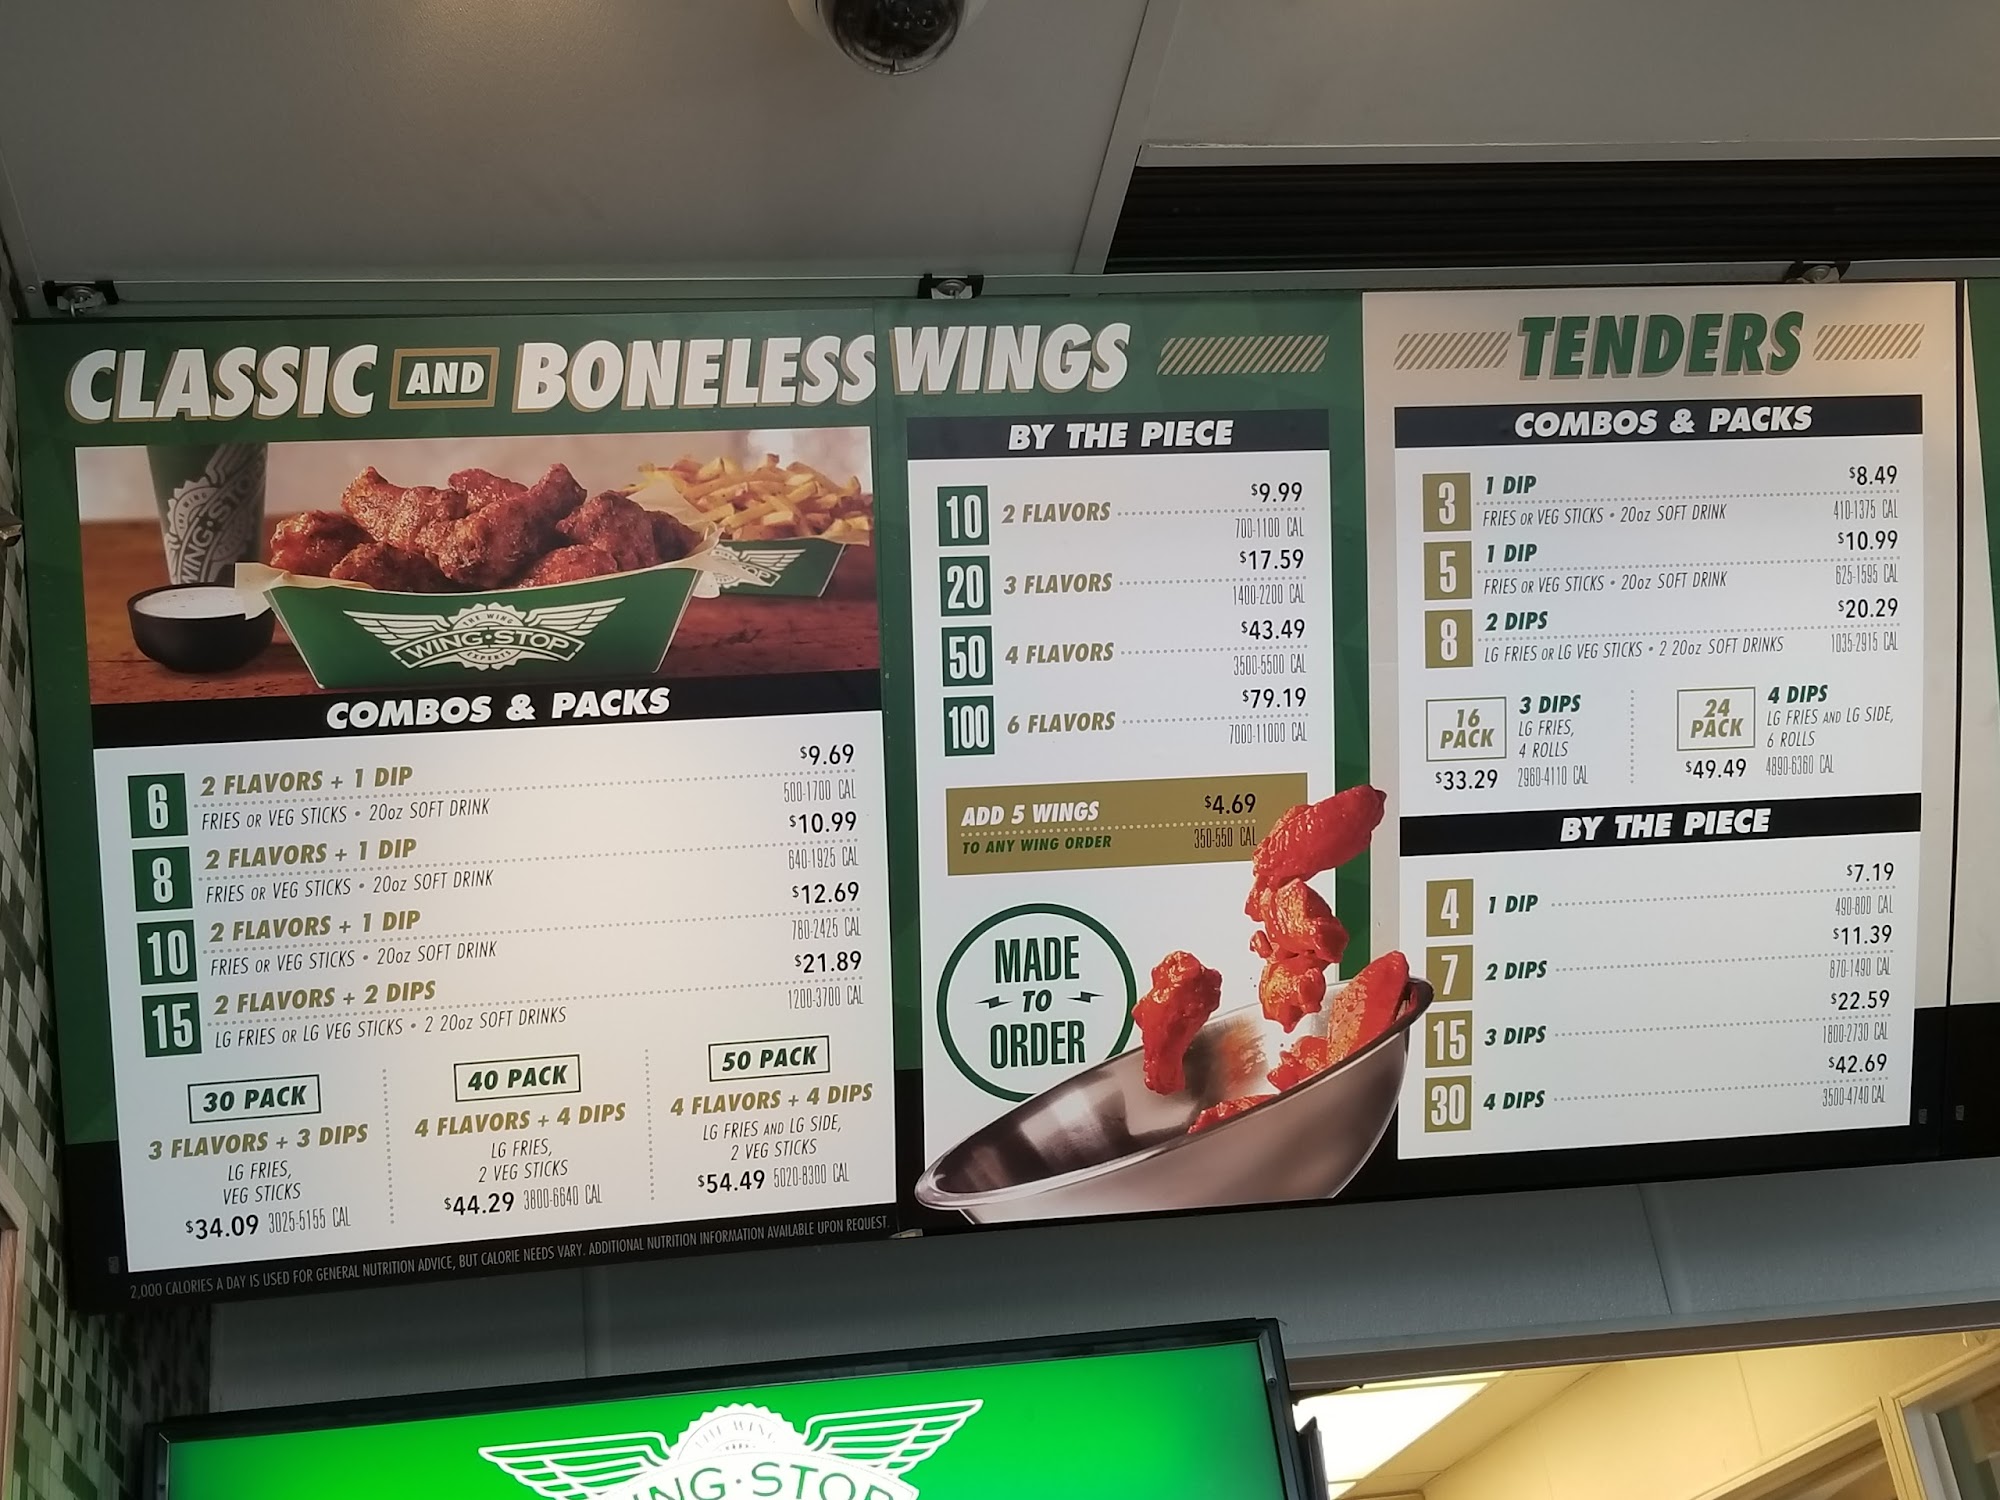 CLASSIC AND BONELESS WINGS
WING·STOP
THE WING
WING·STOP
EXPERTS
COMBOS & PACKS
6 2 FLAVORS + 1 DIP $9.69
FRIES OR VEG STICKS • 20oz SOFT DRINK 500-1700 CAL
8 2 FLAVORS + 1 DIP $10.99
FRIES OR VEG STICKS • 20oz SOFT DRINK 640-1925 CAL
10 2 FLAVORS + 1 DIP $12.69
FRIES OR VEG STICKS • 20oz SOFT DRINK 780-2425 CAL
15 2 FLAVORS + 2 DIPS $21.89
LG FRIES OR LG VEG STICKS • 2 20oz SOFT DRINKS 1200-3700 CAL
30 PACK
3 FLAVORS + 3 DIPS
LG FRIES,
VEG STICKS
$34.09 3025-5155 CAL
40 PACK
4 FLAVORS + 4 DIPS
LG FRIES,
2 VEG STICKS
$44.29 3800-6640 CAL
50 PACK
4 FLAVORS + 4 DIPS
LG FRIES AND LG SIDE,
2 VEG STICKS
$54.49 5020-8300 CAL
2,000 CALORIES A DAY IS USED FOR GENERAL NUTRITION ADVICE, BUT CALORIE NEEDS VARY. ADDITIONAL NUTRITION INFORMATION AVAILABLE UPON REQUEST.
BY THE PIECE
10 2 FLAVORS $9.99
700-1100 CAL
20 3 FLAVORS $17.59
1400-2200 CAL
50 4 FLAVORS $43.49
3500-5500 CAL
100 6 FLAVORS $79.19
7000-11000 CAL
ADD 5 WINGS $4.69
TO ANY WING ORDER 350-550 CAL
MADE
TO
ORDER
TENDERS
COMBOS & PACKS
3 1 DIP $8.49
FRIES OR VEG STICKS • 20oz SOFT DRINK 410-1375 CAL
5 1 DIP $10.99
FRIES OR VEG STICKS • 20oz SOFT DRINK 625-1595 CAL
8 2 DIPS $20.29
LG FRIES OR LG VEG STICKS • 2 20oz SOFT DRINKS 1035-2915 CAL
16 PACK
3 DIPS
LG FRIES,
4 ROLLS
$33.29 2960-4110 CAL
24 PACK
4 DIPS
LG FRIES AND LG SIDE,
6 ROLLS
$49.49 4890-6360 CAL
BY THE PIECE
4 1 DIP $7.19
490-800 CAL
7 2 DIPS $11.39
870-1490 CAL
15 3 DIPS $22.59
1800-2730 CAL
30 4 DIPS $42.69
3500-4740 CAL
THE WING
NG·STOP